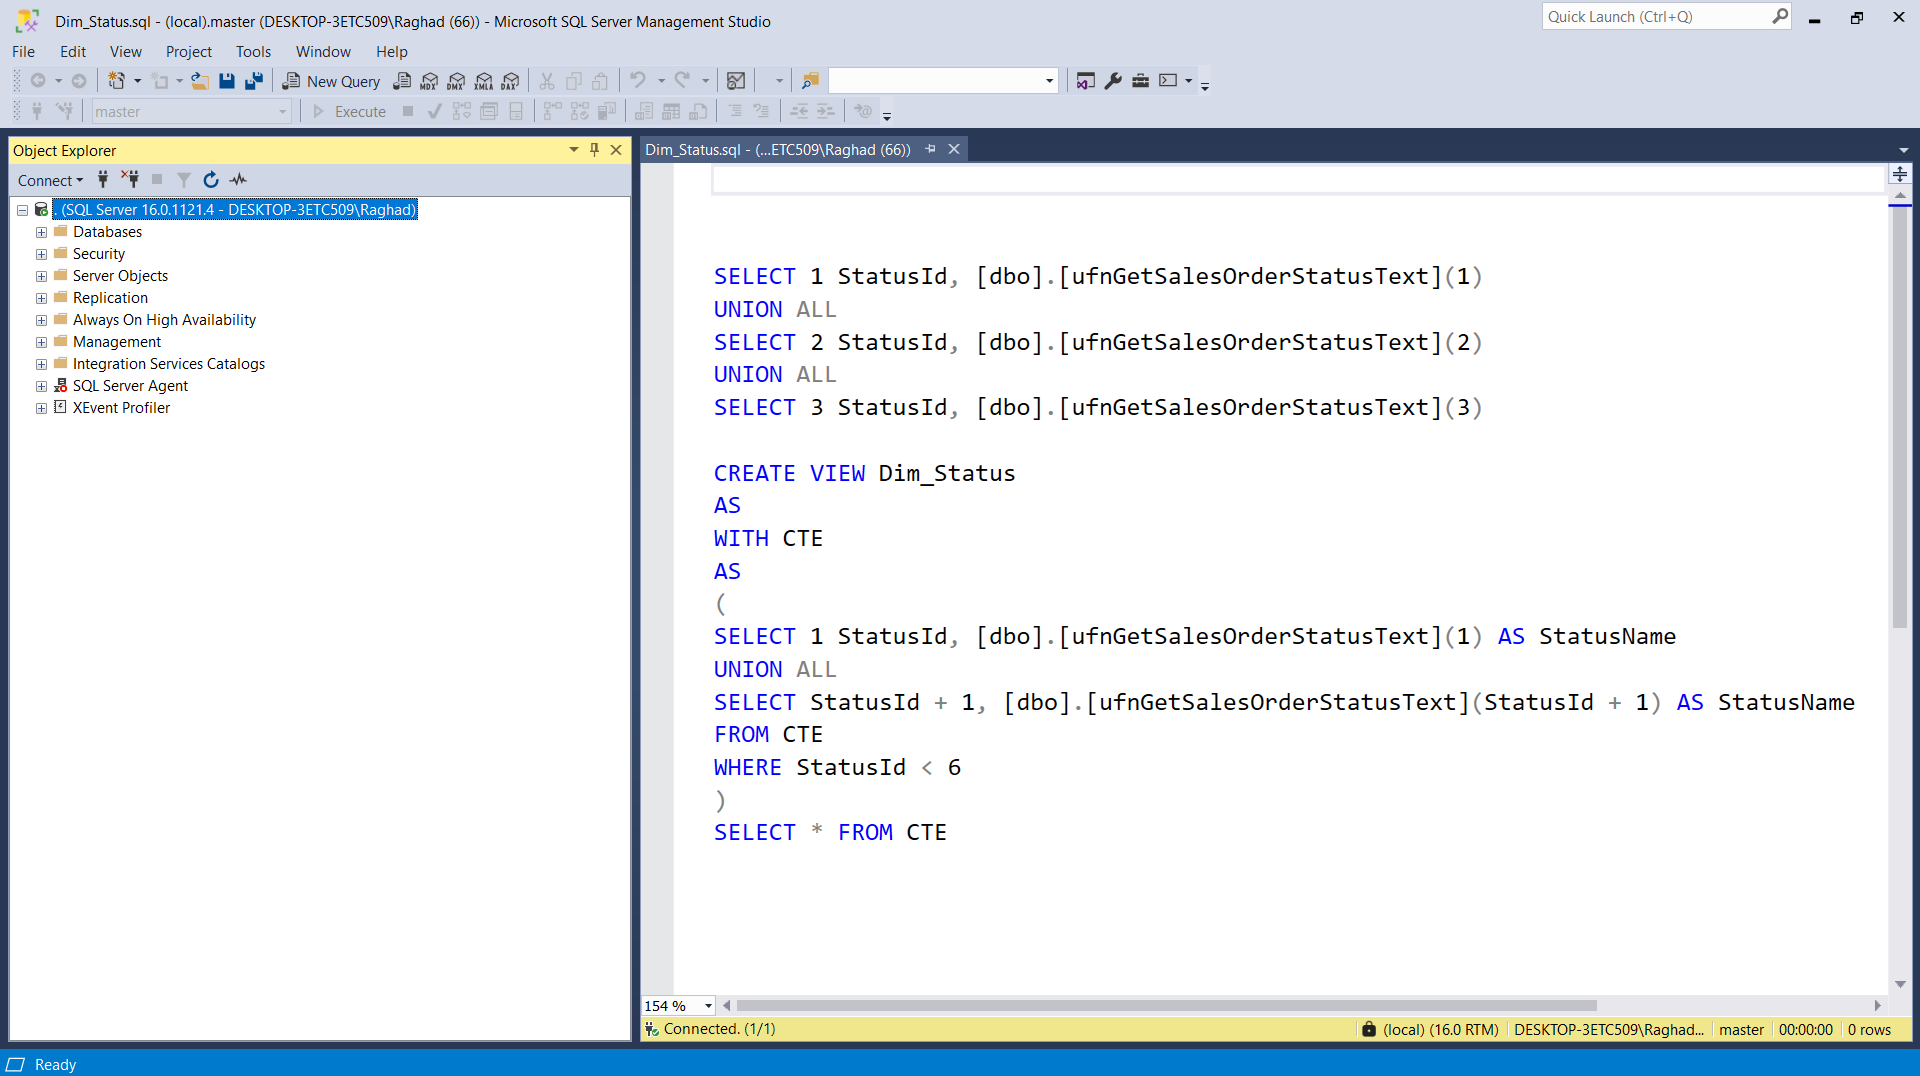 Dim_Status.sql - (local).master (DESKTOP-3ETC509\Raghad (66)) - Microsoft SQL Server Management Studio
Quick Launch (Ctrl+Q)
File Edit View Project Tools Window Help
New Query MDX DMX XMLA DAX
master Execute
Object Explorer
Connect
. (SQL Server 16.0.1121.4 - DESKTOP-3ETC509\Raghad)
Databases
Security
Server Objects
Replication
Always On High Availability
Management
Integration Services Catalogs
SQL Server Agent
XEvent Profiler
Dim_Status.sql - (...ETC509\Raghad (66))
SELECT 1 StatusId, [dbo].[ufnGetSalesOrderStatusText](1)
UNION ALL
SELECT 2 StatusId, [dbo].[ufnGetSalesOrderStatusText](2)
UNION ALL
SELECT 3 StatusId, [dbo].[ufnGetSalesOrderStatusText](3)
CREATE VIEW Dim_Status
AS
WITH CTE
AS
(
SELECT 1 StatusId, [dbo].[ufnGetSalesOrderStatusText](1) AS StatusName
UNION ALL
SELECT StatusId + 1, [dbo].[ufnGetSalesOrderStatusText](StatusId + 1) AS StatusName
FROM CTE
WHERE StatusId < 6
)
SELECT * FROM CTE
154 %
Connected. (1/1)
(local) (16.0 RTM) DESKTOP-3ETC509\Raghad... master 00:00:00 0 rows
Ready